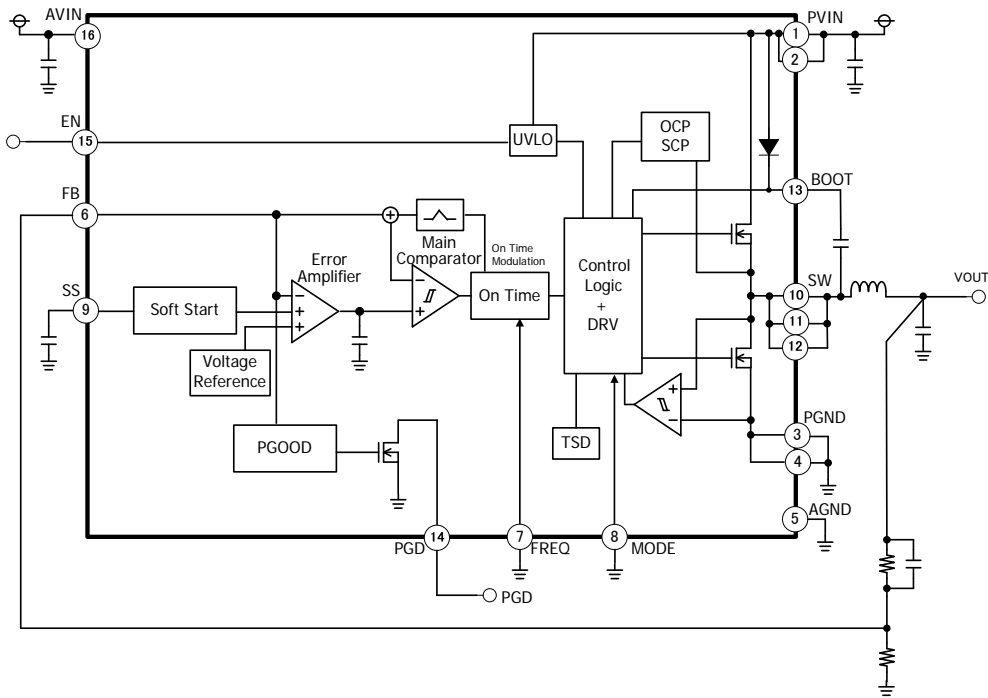 AVIN
16
PVIN
1
2
EN
15
UVLO
OCP
SCP
13
BOOT
FB
6
Main
Comparator
On Time
Modulation
Error
Amplifier
SS
9
Soft Start
Voltage
Reference
On Time
Control
Logic
+
DRV
SW
10
11
12
VOUT
PGOOD
TSD
PGND
3
4
5
AGND
PGD
14
7
FREQ
8
MODE
PGD
−
+
+
−
+
+
−
+